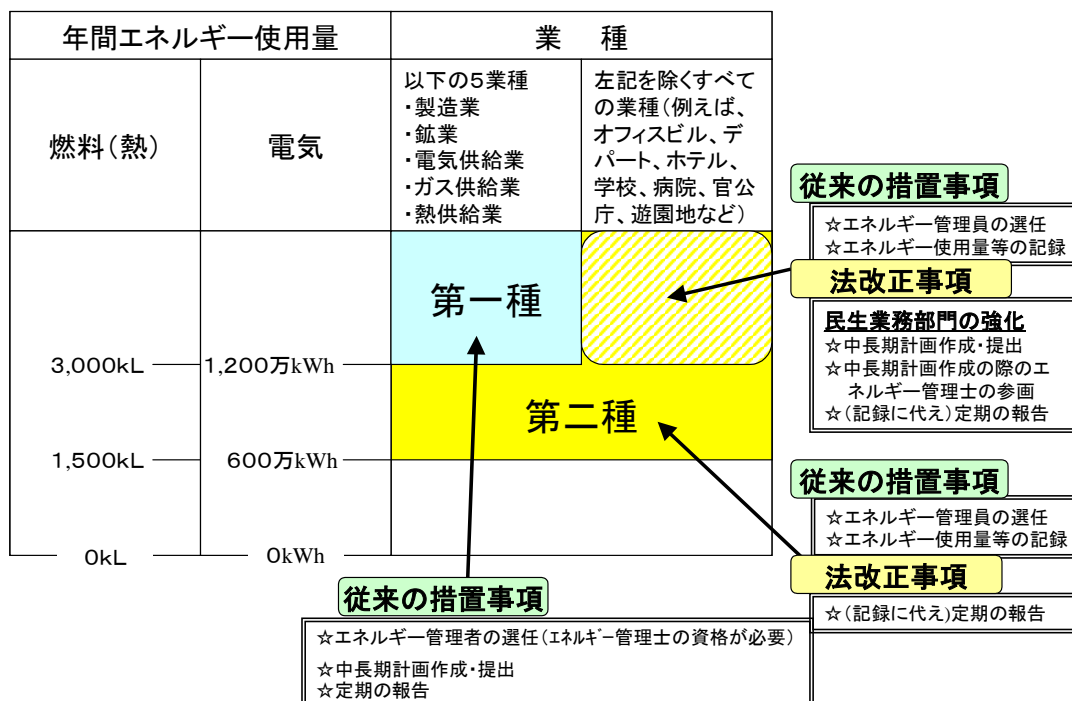 年間エネルギー使用量
業　種
燃料(熱)
電気
以下の５業種
・製造業
・鉱業
・電気供給業
・ガス供給業
・熱供給業
左記を除くすべて
の業種(例えば、
オフィスビル、デ
パート、ホテル、
学校、病院、官公
庁、遊園地など)
第一種
第二種
3,000kL
1,200万kWh
1,500kL
600万kWh
0kL
0kWh
従来の措置事項
☆エネルギー管理員の選任
☆エネルギー使用量等の記録
法改正事項
民生業務部門の強化
☆中長期計画作成・提出
☆中長期計画作成の際のエ
ネルギー管理士の参画
☆(記録に代え)定期の報告
従来の措置事項
☆エネルギー管理員の選任
☆エネルギー使用量等の記録
法改正事項
☆(記録に代え)定期の報告
従来の措置事項
☆エネルギー管理者の選任(ｴﾈﾙｷﾞｰ管理士の資格が必要)
☆中長期計画作成・提出
☆定期の報告